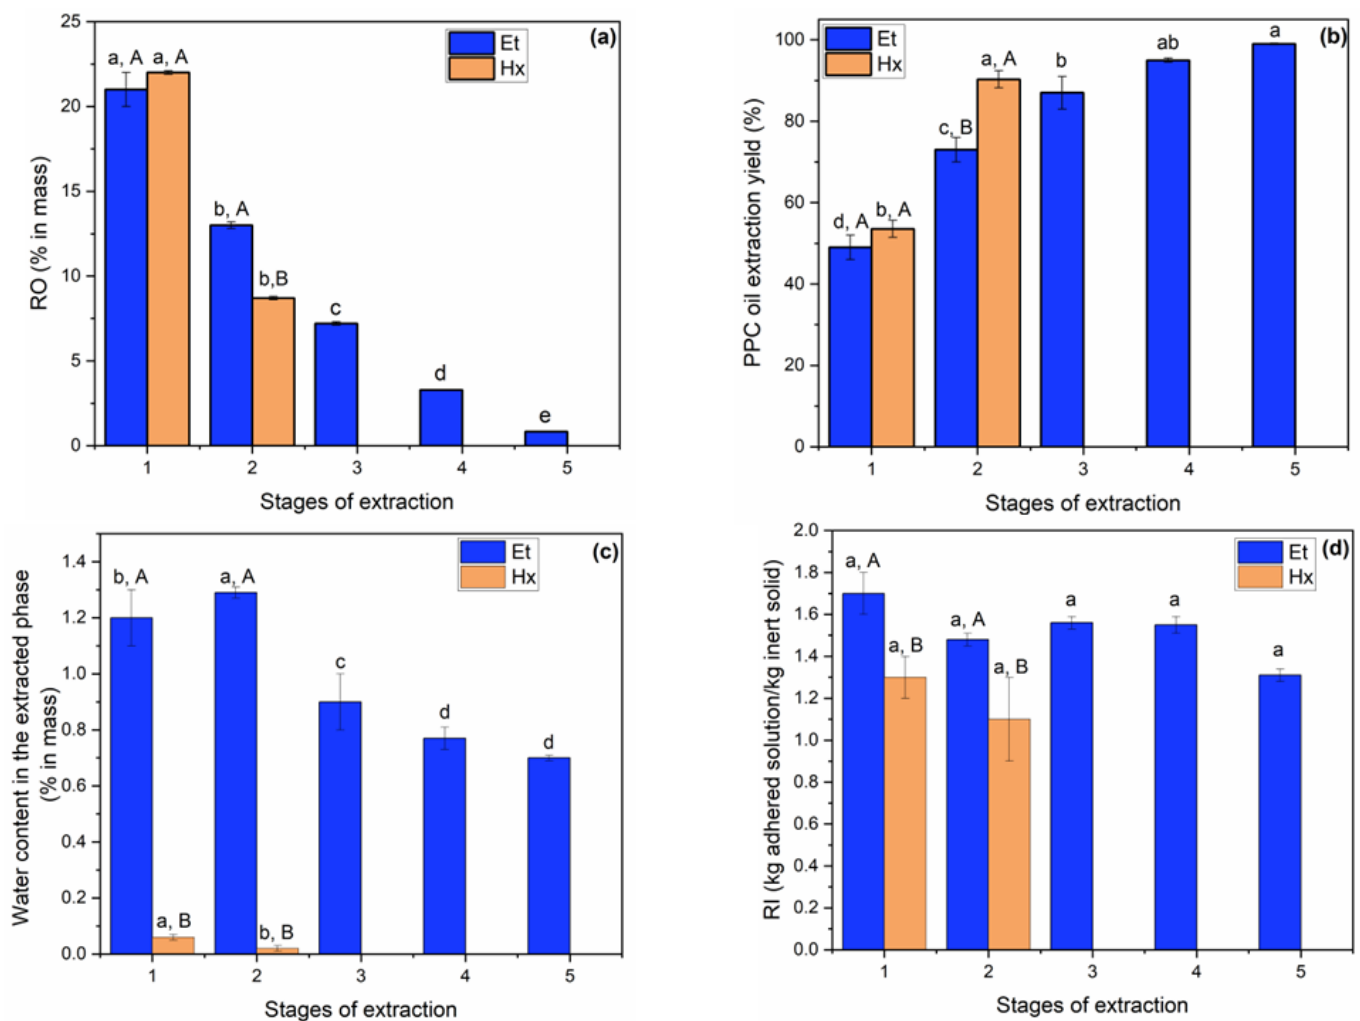 25
20
15
10
5
0
RO (% in mass)
a, A
a, A
b, A
b,B
c
d
e
Et
Hx
(a)
1 2 3 4 5
Stages of extraction
100
80
60
40
20
0
PPC oil extraction yield (%)
Et
Hx
d, A
b, A
c, B
a, A
b
ab
a
(b)
1 2 3 4 5
Stages of extraction
1.4
1.2
1.0
0.8
0.6
0.4
0.2
0.0
Water content in the extracted phase
(% in mass)
b, A
a, B
a, A
b, B
c
d
d
Et
Hx
(c)
1 2 3 4 5
Stages of extraction
2.0
1.8
1.6
1.4
1.2
1.0
0.8
0.6
0.4
0.2
0.0
RI (kg adhered solution/kg inert solid)
a, A
a, B
a, A
a, B
a
a
a
Et
Hx
(d)
1 2 3 4 5
Stages of extraction